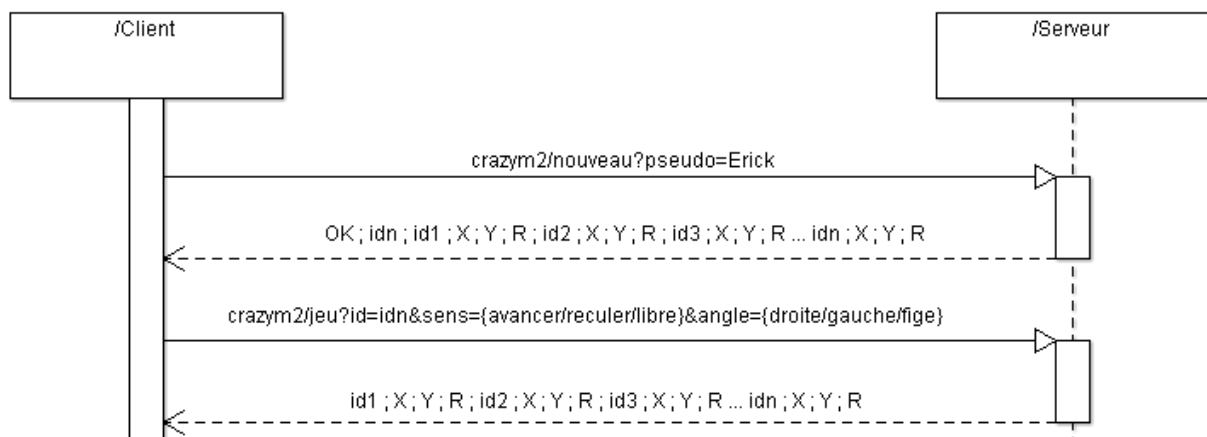 /Client
/Serveur
crazym2/nouveau?pseudo=Erick
OK ; idn ; id1 ; X ; Y ; R ; id2 ; X ; Y ; R ; id3 ; X ; Y ; R ... idn ; X ; Y ; R
crazym2/jeu?id=idn&sens={avancer/reculer/libre}&angle={droite/gauche/fige}
id1 ; X ; Y ; R ; id2 ; X ; Y ; R ; id3 ; X ; Y ; R ... idn ; X ; Y ; R